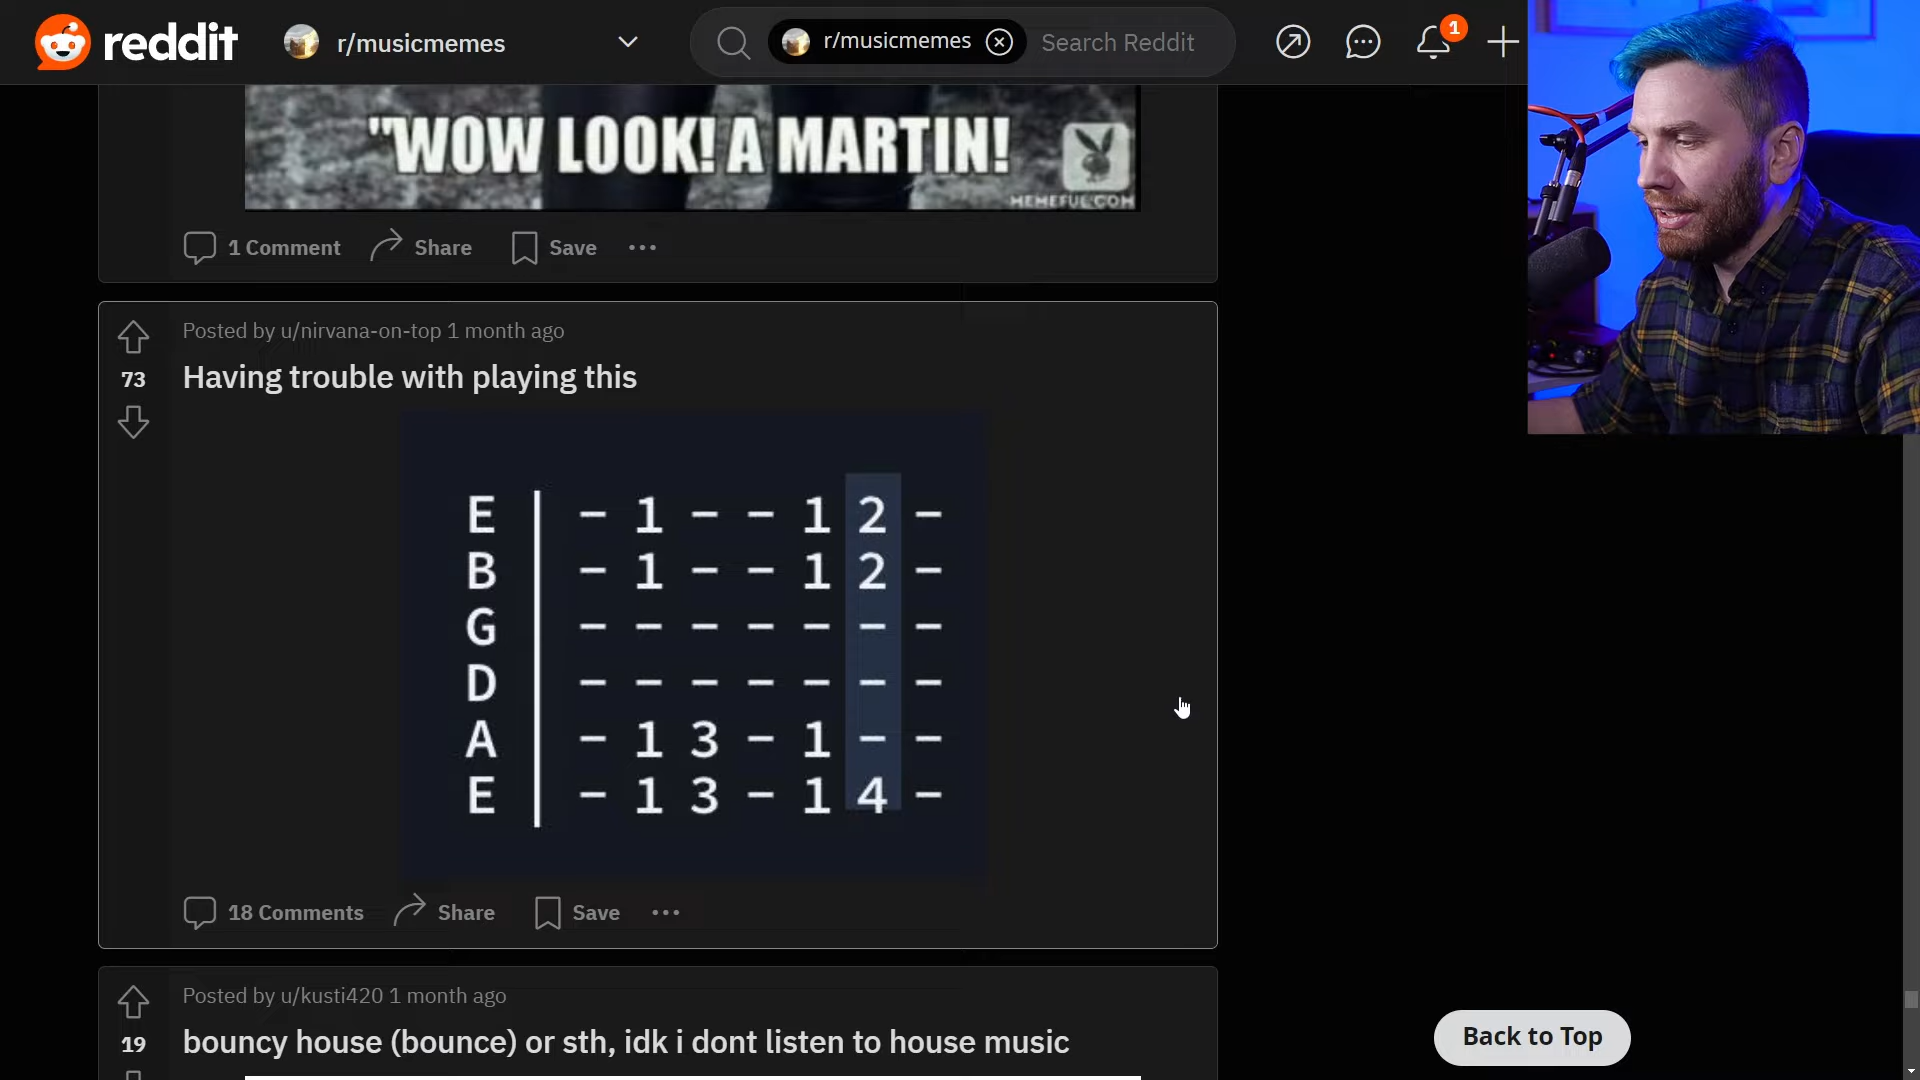 reddit
r/musicmemes
r/musicmemes
Search Reddit
1
"WOW LOOK! A MARTIN!
MEMEFUL.COM
1 Comment
Share
Save
Posted by u/nirvana-on-top 1 month ago
73
Having trouble with playing this
E | - 1 - - 1 2 -
B | - 1 - - 1 2 -
G | - - - - - - -
D | - - - - - - -
A | - 1 3 - 1 - -
E | - 1 3 - 1 4 -
18 Comments
Share
Save
Posted by u/kusti420 1 month ago
19
bouncy house (bounce) or sth, idk i dont listen to house music
Back to Top